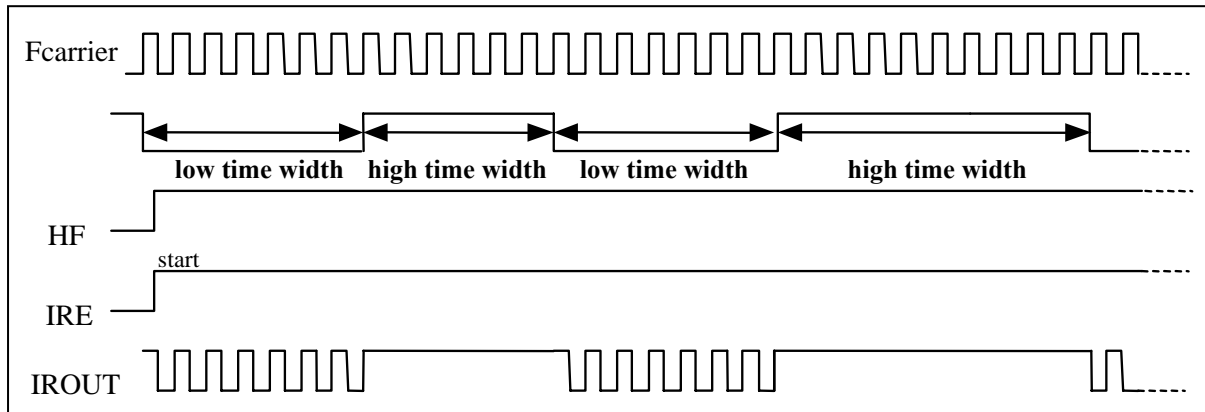 Fcarrier
low time width high time width low time width high time width
HF
start
IRE
IROUT